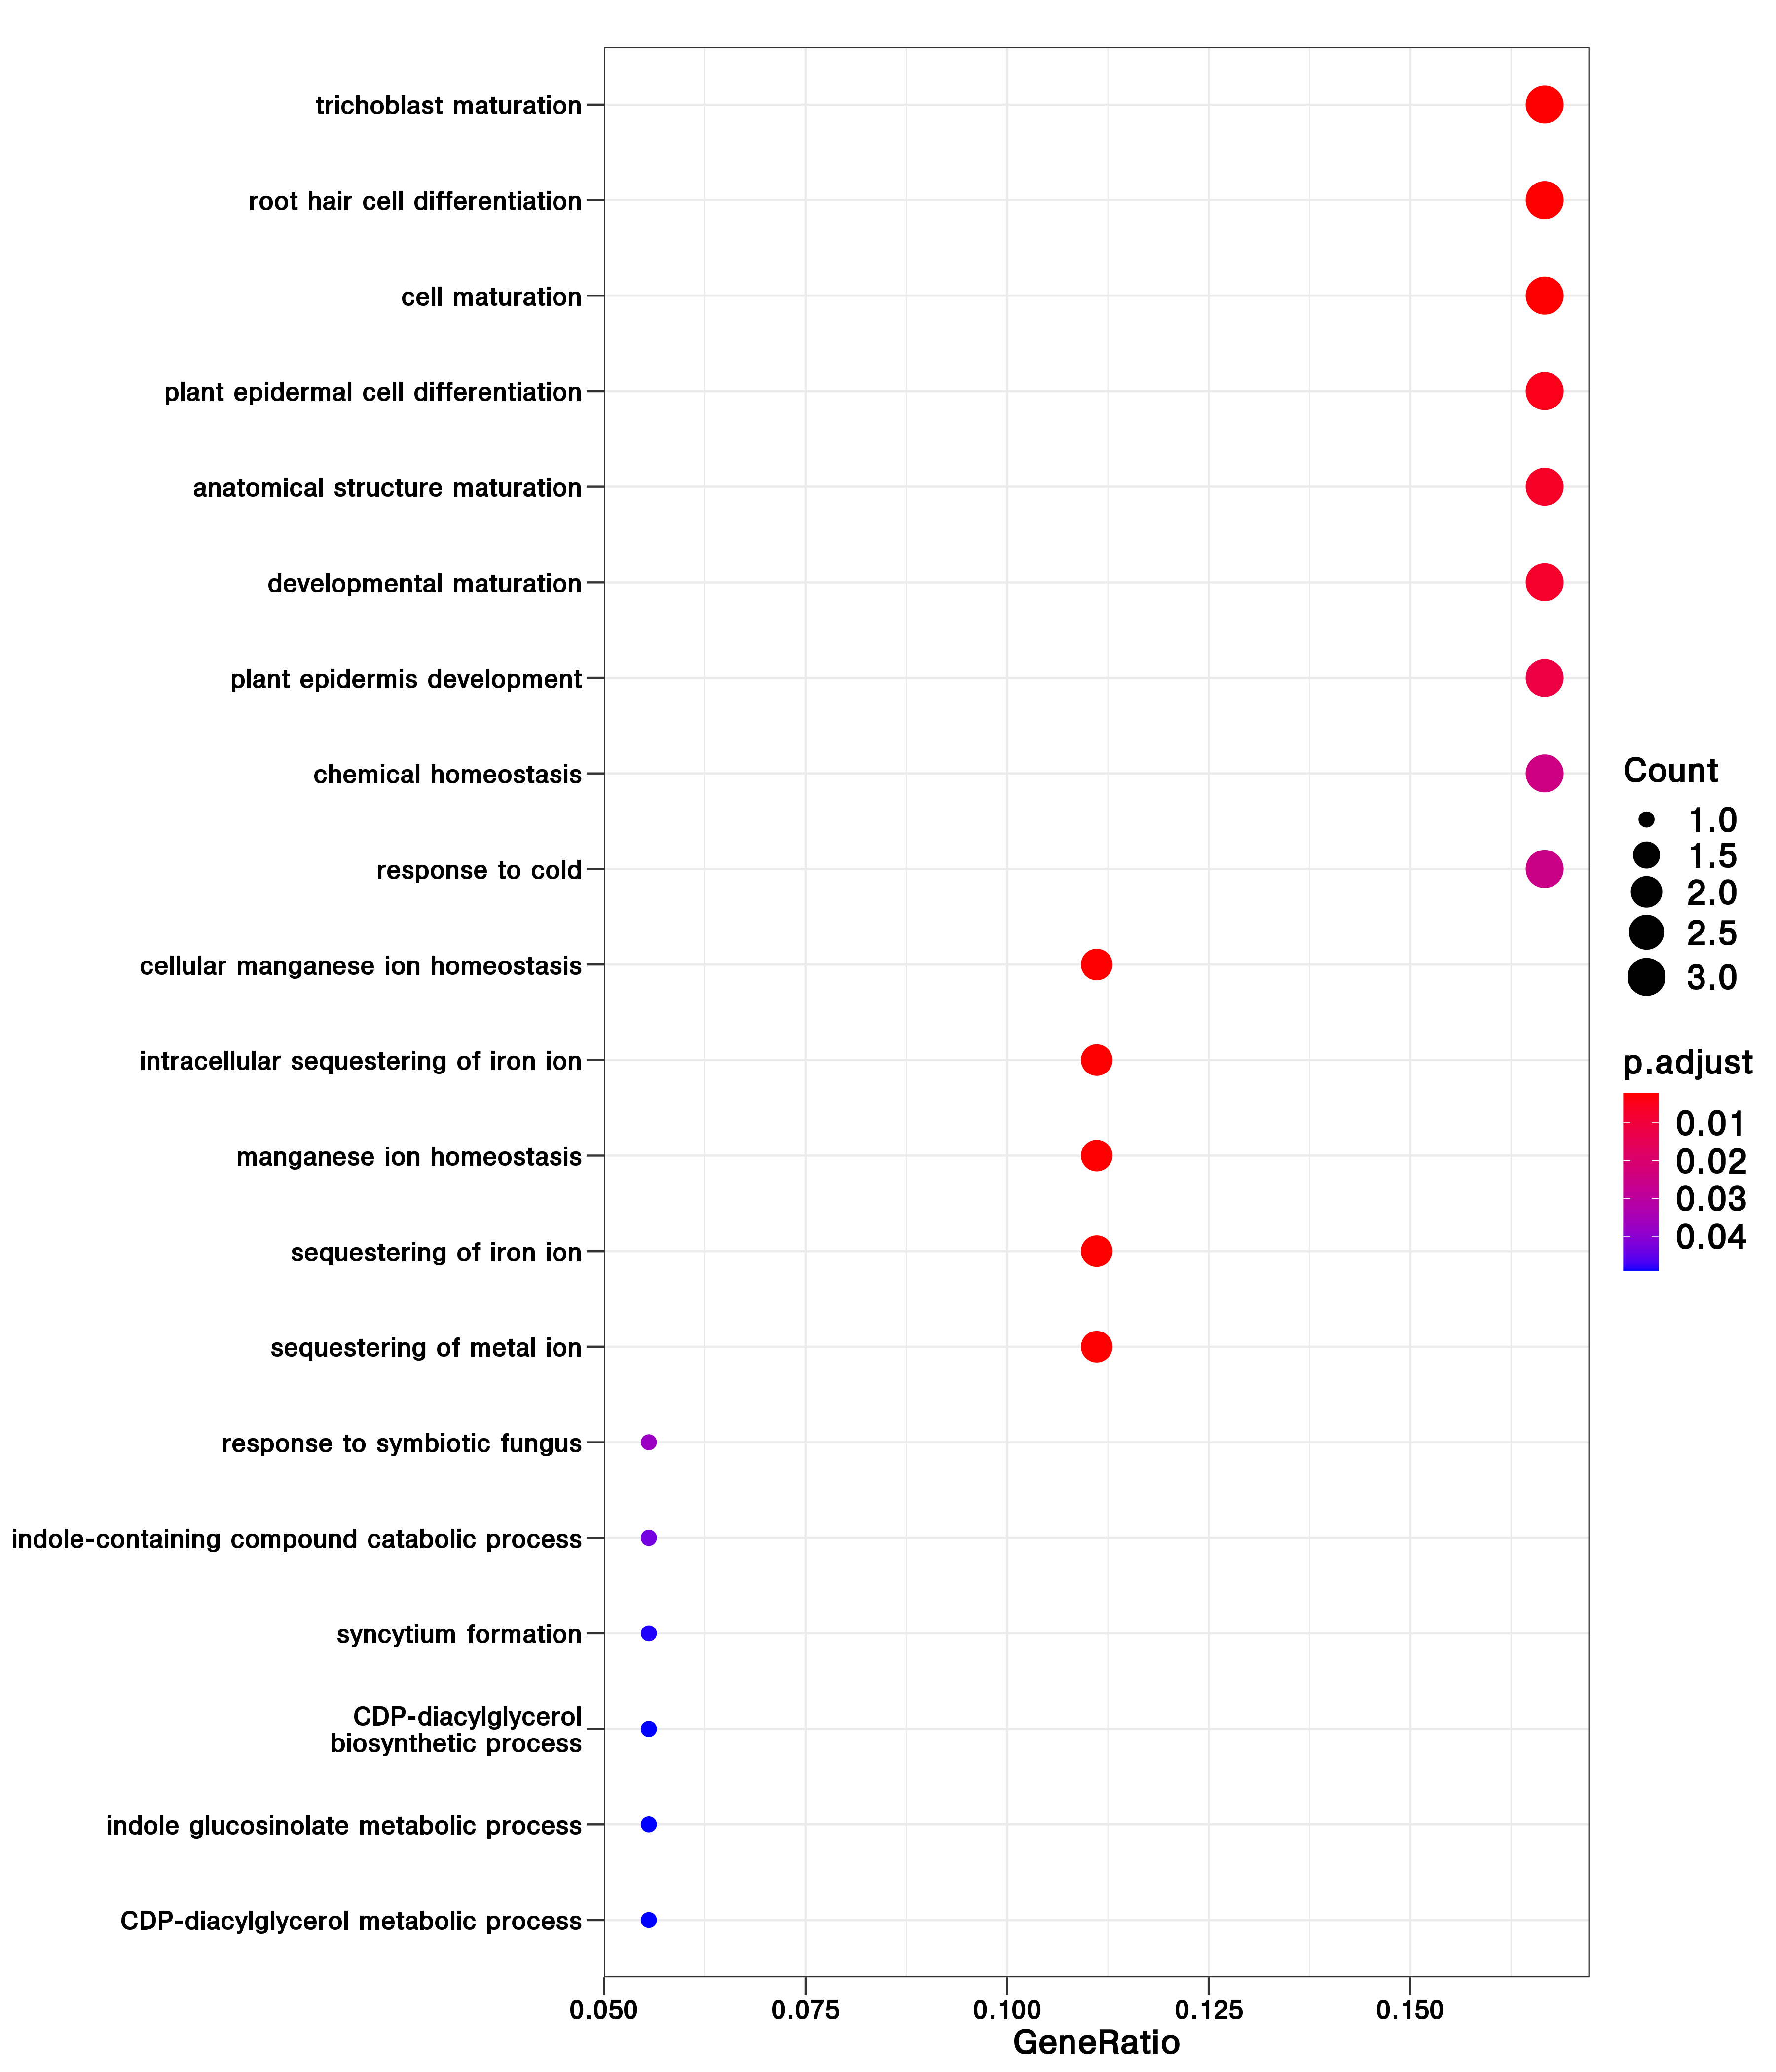 trichoblast maturation
root hair cell differentiation
cell maturation
plant epidermal cell differentiation
anatomical structure maturation
developmental maturation
plant epidermis development
chemical homeostasis
response to cold
cellular manganese ion homeostasis
intracellular sequestering of iron ion
manganese ion homeostasis
sequestering of iron ion
sequestering of metal ion
response to symbiotic fungus
indole-containing compound catabolic process
syncytium formation
CDP-diacylglycerol
biosynthetic process
indole glucosinolate metabolic process
CDP-diacylglycerol metabolic process
0.050 0.075 0.100 0.125 0.150
GeneRatio
Count
1.0
1.5
2.0
2.5
3.0
p.adjust
0.01
0.02
0.03
0.04